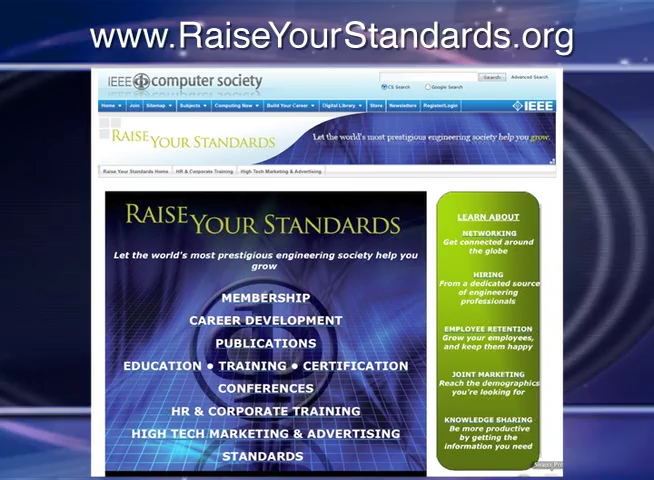 www.RaiseYourStandards.org
IEEE computer society
Search Advanced Search
CS Search Google Search
Home Join Sitemap Subjects Computing Now Build Your Career Digital Library Store Newsletters Register/Login IEEE
RAISE YOUR STANDARDS
Let the world's most prestigious engineering society help you grow.
Raise Your Standards Home HR & Corporate Training High Tech Marketing & Advertising
RAISE YOUR STANDARDS
Let the world's most prestigious engineering society help you
grow
MEMBERSHIP
CAREER DEVELOPMENT
PUBLICATIONS
EDUCATION • TRAINING • CERTIFICATION
CONFERENCES
HR & CORPORATE TRAINING
HIGH TECH MARKETING & ADVERTISING
STANDARDS
LEARN ABOUT
NETWORKING
Get connected around
the globe
HIRING
From a dedicated source
of engineering
professionals
EMPLOYEE RETENTION
Grow your employees,
and keep them happy
JOINT MARKETING
Reach the demographics
you're looking for
KNOWLEDGE SHARING
Be more productive
by getting the
information you need